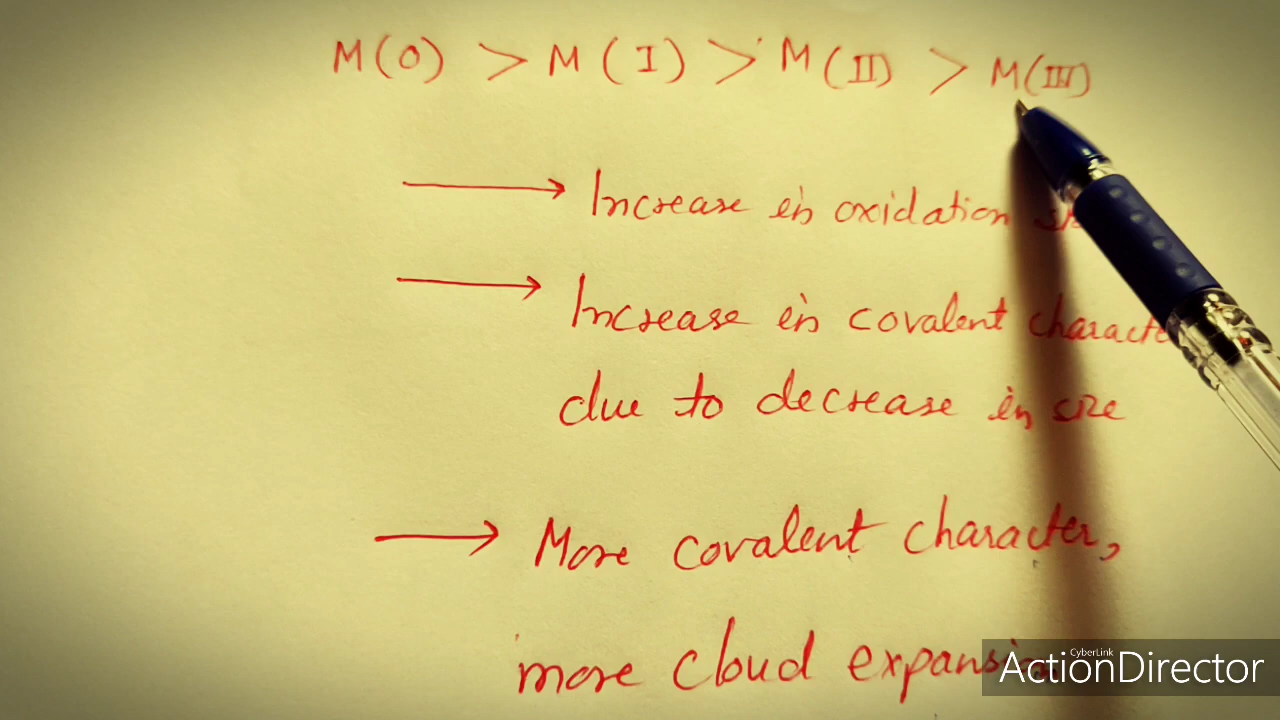 M(0) > M(I) > M(II) > M(III)
→ Increase in oxidation
→ Increase in covalent
due to decrease in size
→ More covalent character,
more cloud expansion
CyberLink
ActionDirector